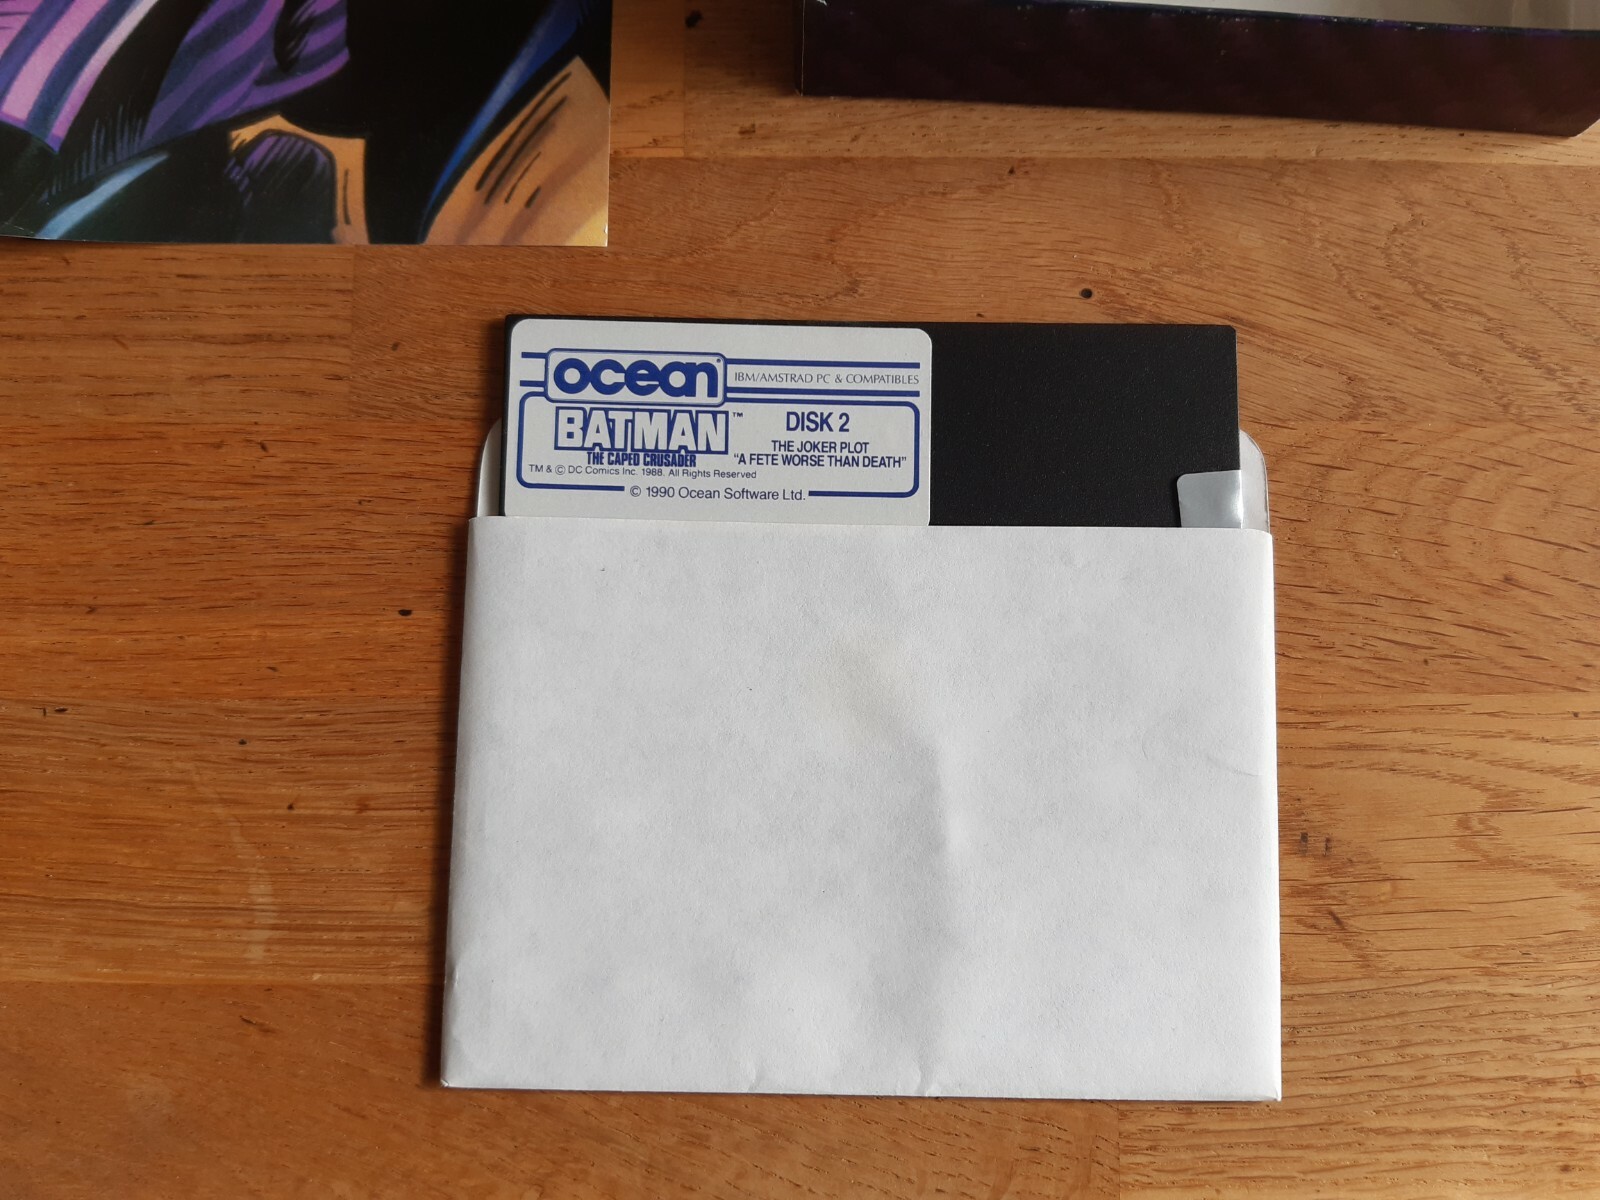 ocean
IBM/AMSTRAD PC & COMPATIBLES
BATMAN™
THE CAPED CRUSADER
DISK 2
THE JOKER PLOT
"A FETE WORSE THAN DEATH"
TM & © DC Comics Inc. 1988. All Rights Reserved
© 1990 Ocean Software Ltd.